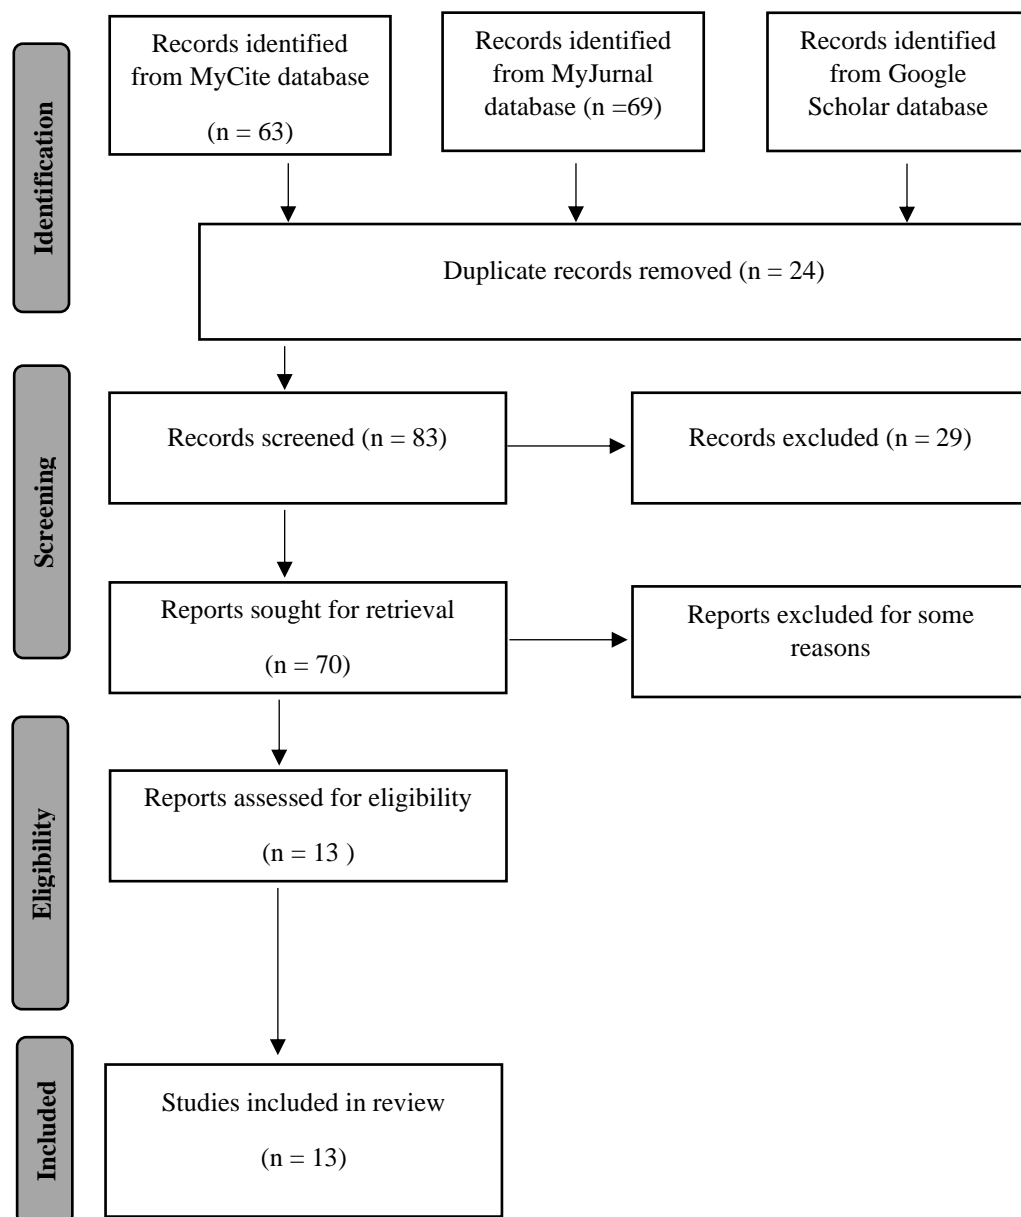 Identification
Records identified
from MyCite database
(n = 63)
Records identified
from MyJurnal
database (n =69)
Records identified
from Google
Scholar database
Duplicate records removed (n = 24)
Screening
Records screened (n = 83)
Records excluded (n = 29)
Reports sought for retrieval
(n = 70)
Reports excluded for some
reasons
Eligibility
Reports assessed for eligibility
(n = 13 )
Included
Studies included in review
(n = 13)